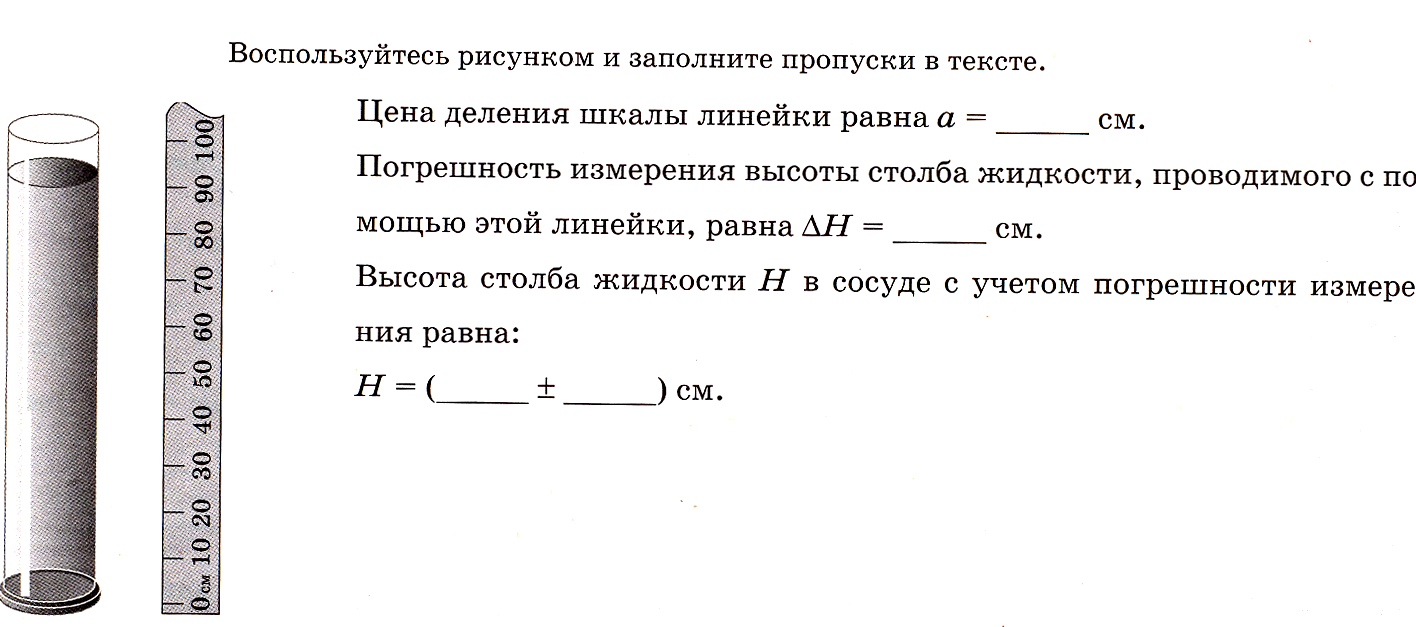 Воспользуйтесь рисунком и заполните пропуски в тексте.
Цена деления шкалы линейки равна a = ______ см.
Погрешность измерения высоты столба жидкости, проводимого с по
мощью этой линейки, равна ΔH = ______ см.
Высота столба жидкости H в сосуде с учетом погрешности измере
ния равна:
H = (______ ± ______) см.
100
90
80
70
60
50
40
30
20
10
0 см